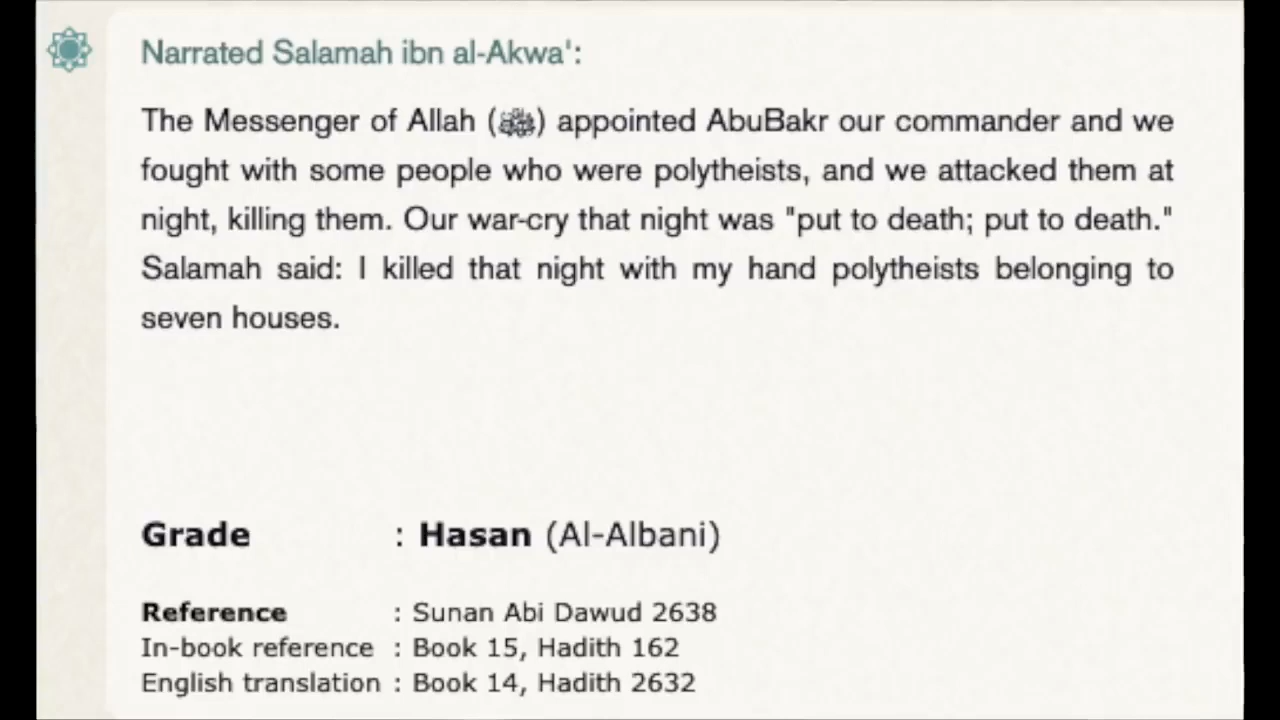 Narrated Salamah ibn al-Akwa':
The Messenger of Allah (ﷺ) appointed AbuBakr our commander and we
fought with some people who were polytheists, and we attacked them at
night, killing them. Our war-cry that night was "put to death; put to death."
Salamah said: I killed that night with my hand polytheists belonging to
seven houses.
Grade : Hasan (Al-Albani)
Reference : Sunan Abi Dawud 2638
In-book reference : Book 15, Hadith 162
English translation : Book 14, Hadith 2632